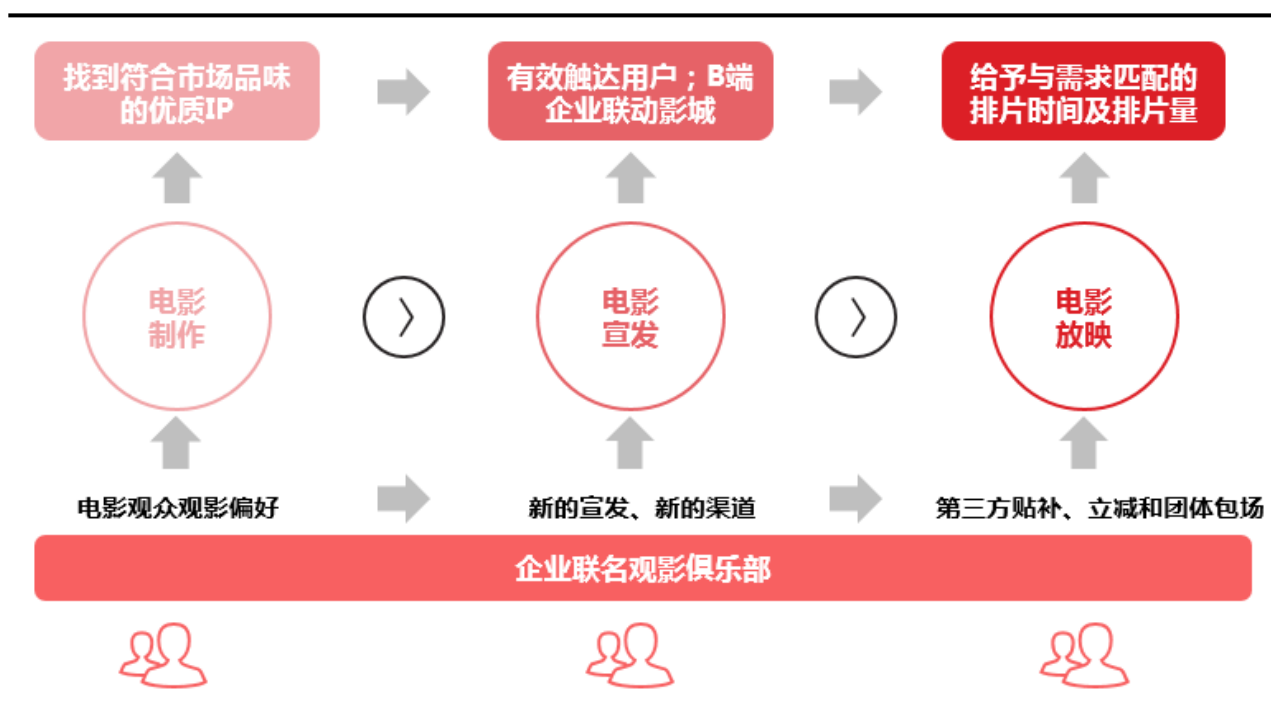 找到符合市场品味
的优质IP
有效触达用户；B端
企业联动影城
给予与需求匹配的
排片时间及排片量
电影
制作
电影
宣发
电影
放映
电影观众观影偏好
新的宣发、新的渠道
第三方贴补、立减和团体包场
企业联名观影俱乐部